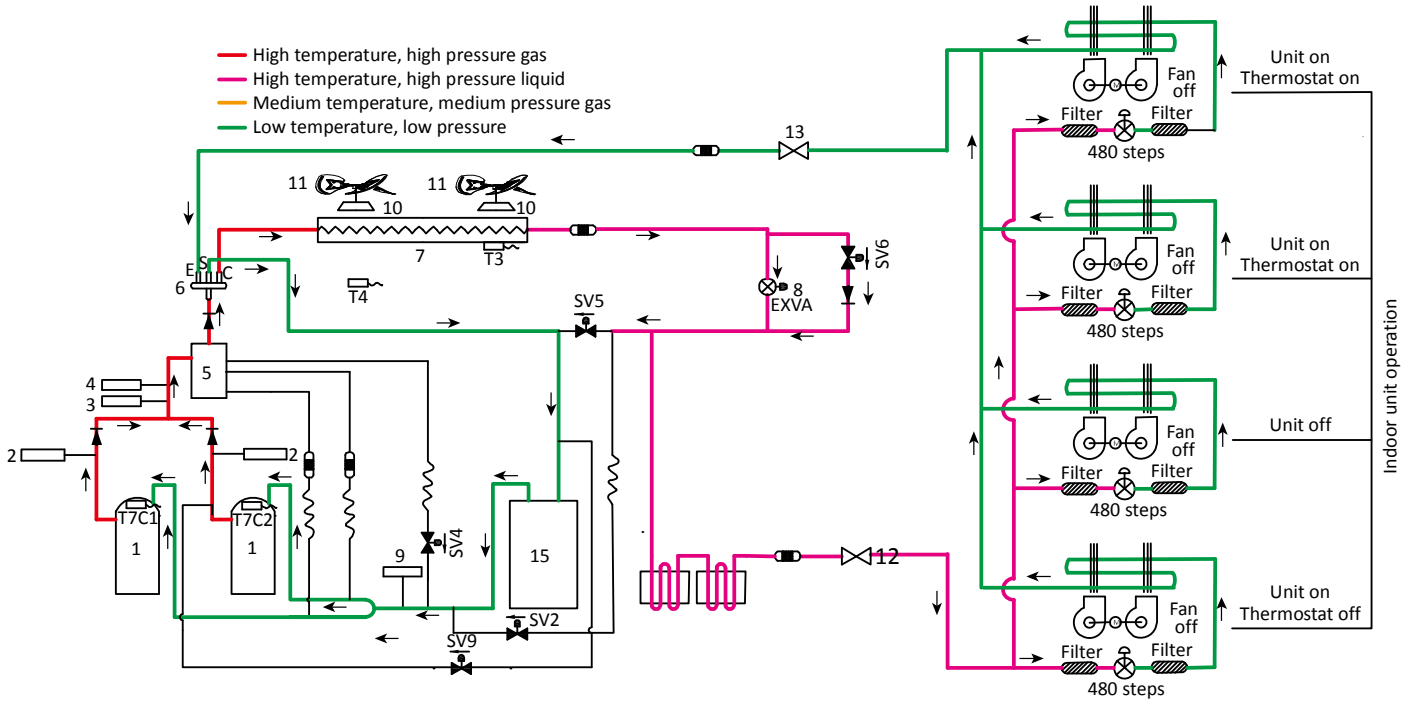 High temperature, high pressure gas
High temperature, high pressure liquid
Medium temperature, medium pressure gas
Low temperature, low pressure
13
11
11
10
10
7
T3
T4
E
S
C
6
SV6
8
EXVA
SV5
5
4
3
2
2
T7C1
T7C2
1
1
9
SV4
15
SV2
SV9
12
Fan
off
Filter
Filter
480 steps
Unit on
Thermostat on
Fan
off
Filter
Filter
480 steps
Unit on
Thermostat on
Fan
off
Filter
Filter
480 steps
Unit off
Fan
off
Filter
Filter
480 steps
Unit on
Thermostat off
Indoor unit operation